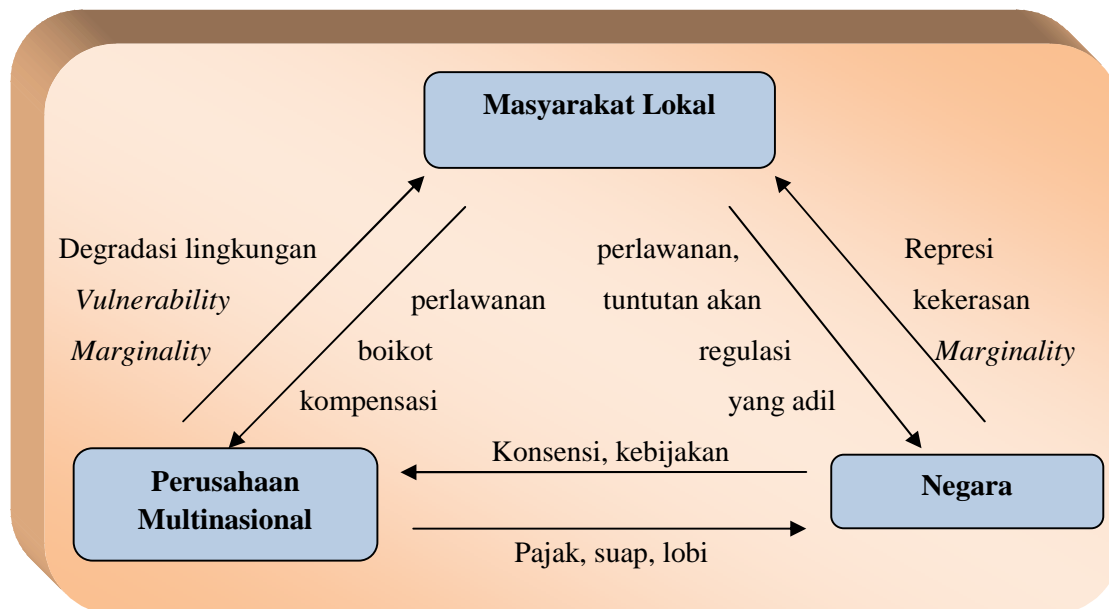 Masyarakat Lokal
Degradasi lingkungan
Vulnerability
Marginality
perlawanan
boikot
kompensasi
perlawanan,
tuntutan akan
regulasi
yang adil
Represi
kekerasan
Marginality
Konsensi, kebijakan
Perusahaan
Multinasional
Negara
Pajak, suap, lobi